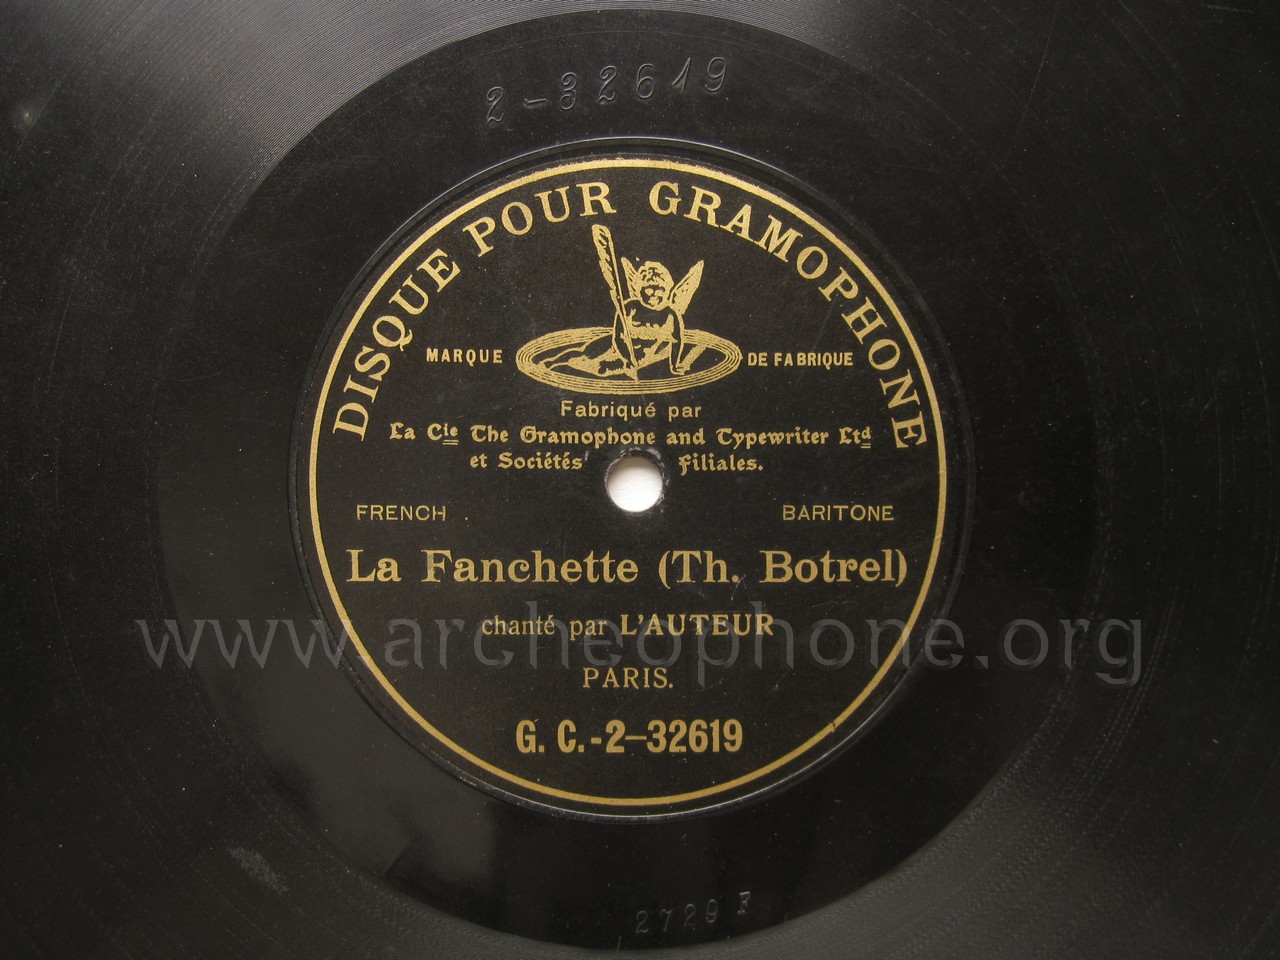 2-32619
DISQUE POUR GRAMOPHONE
MARQUE DE FABRIQUE
Fabriqué par
La Cie The Gramophone and Typewriter Ltd
et Sociétés filiales.
FRENCH BARITONE
La Fanchette (Th. Botrel)
chanté par L'AUTEUR
www.archeophone.org
PARIS.
G. C.-2-32619
2729 F